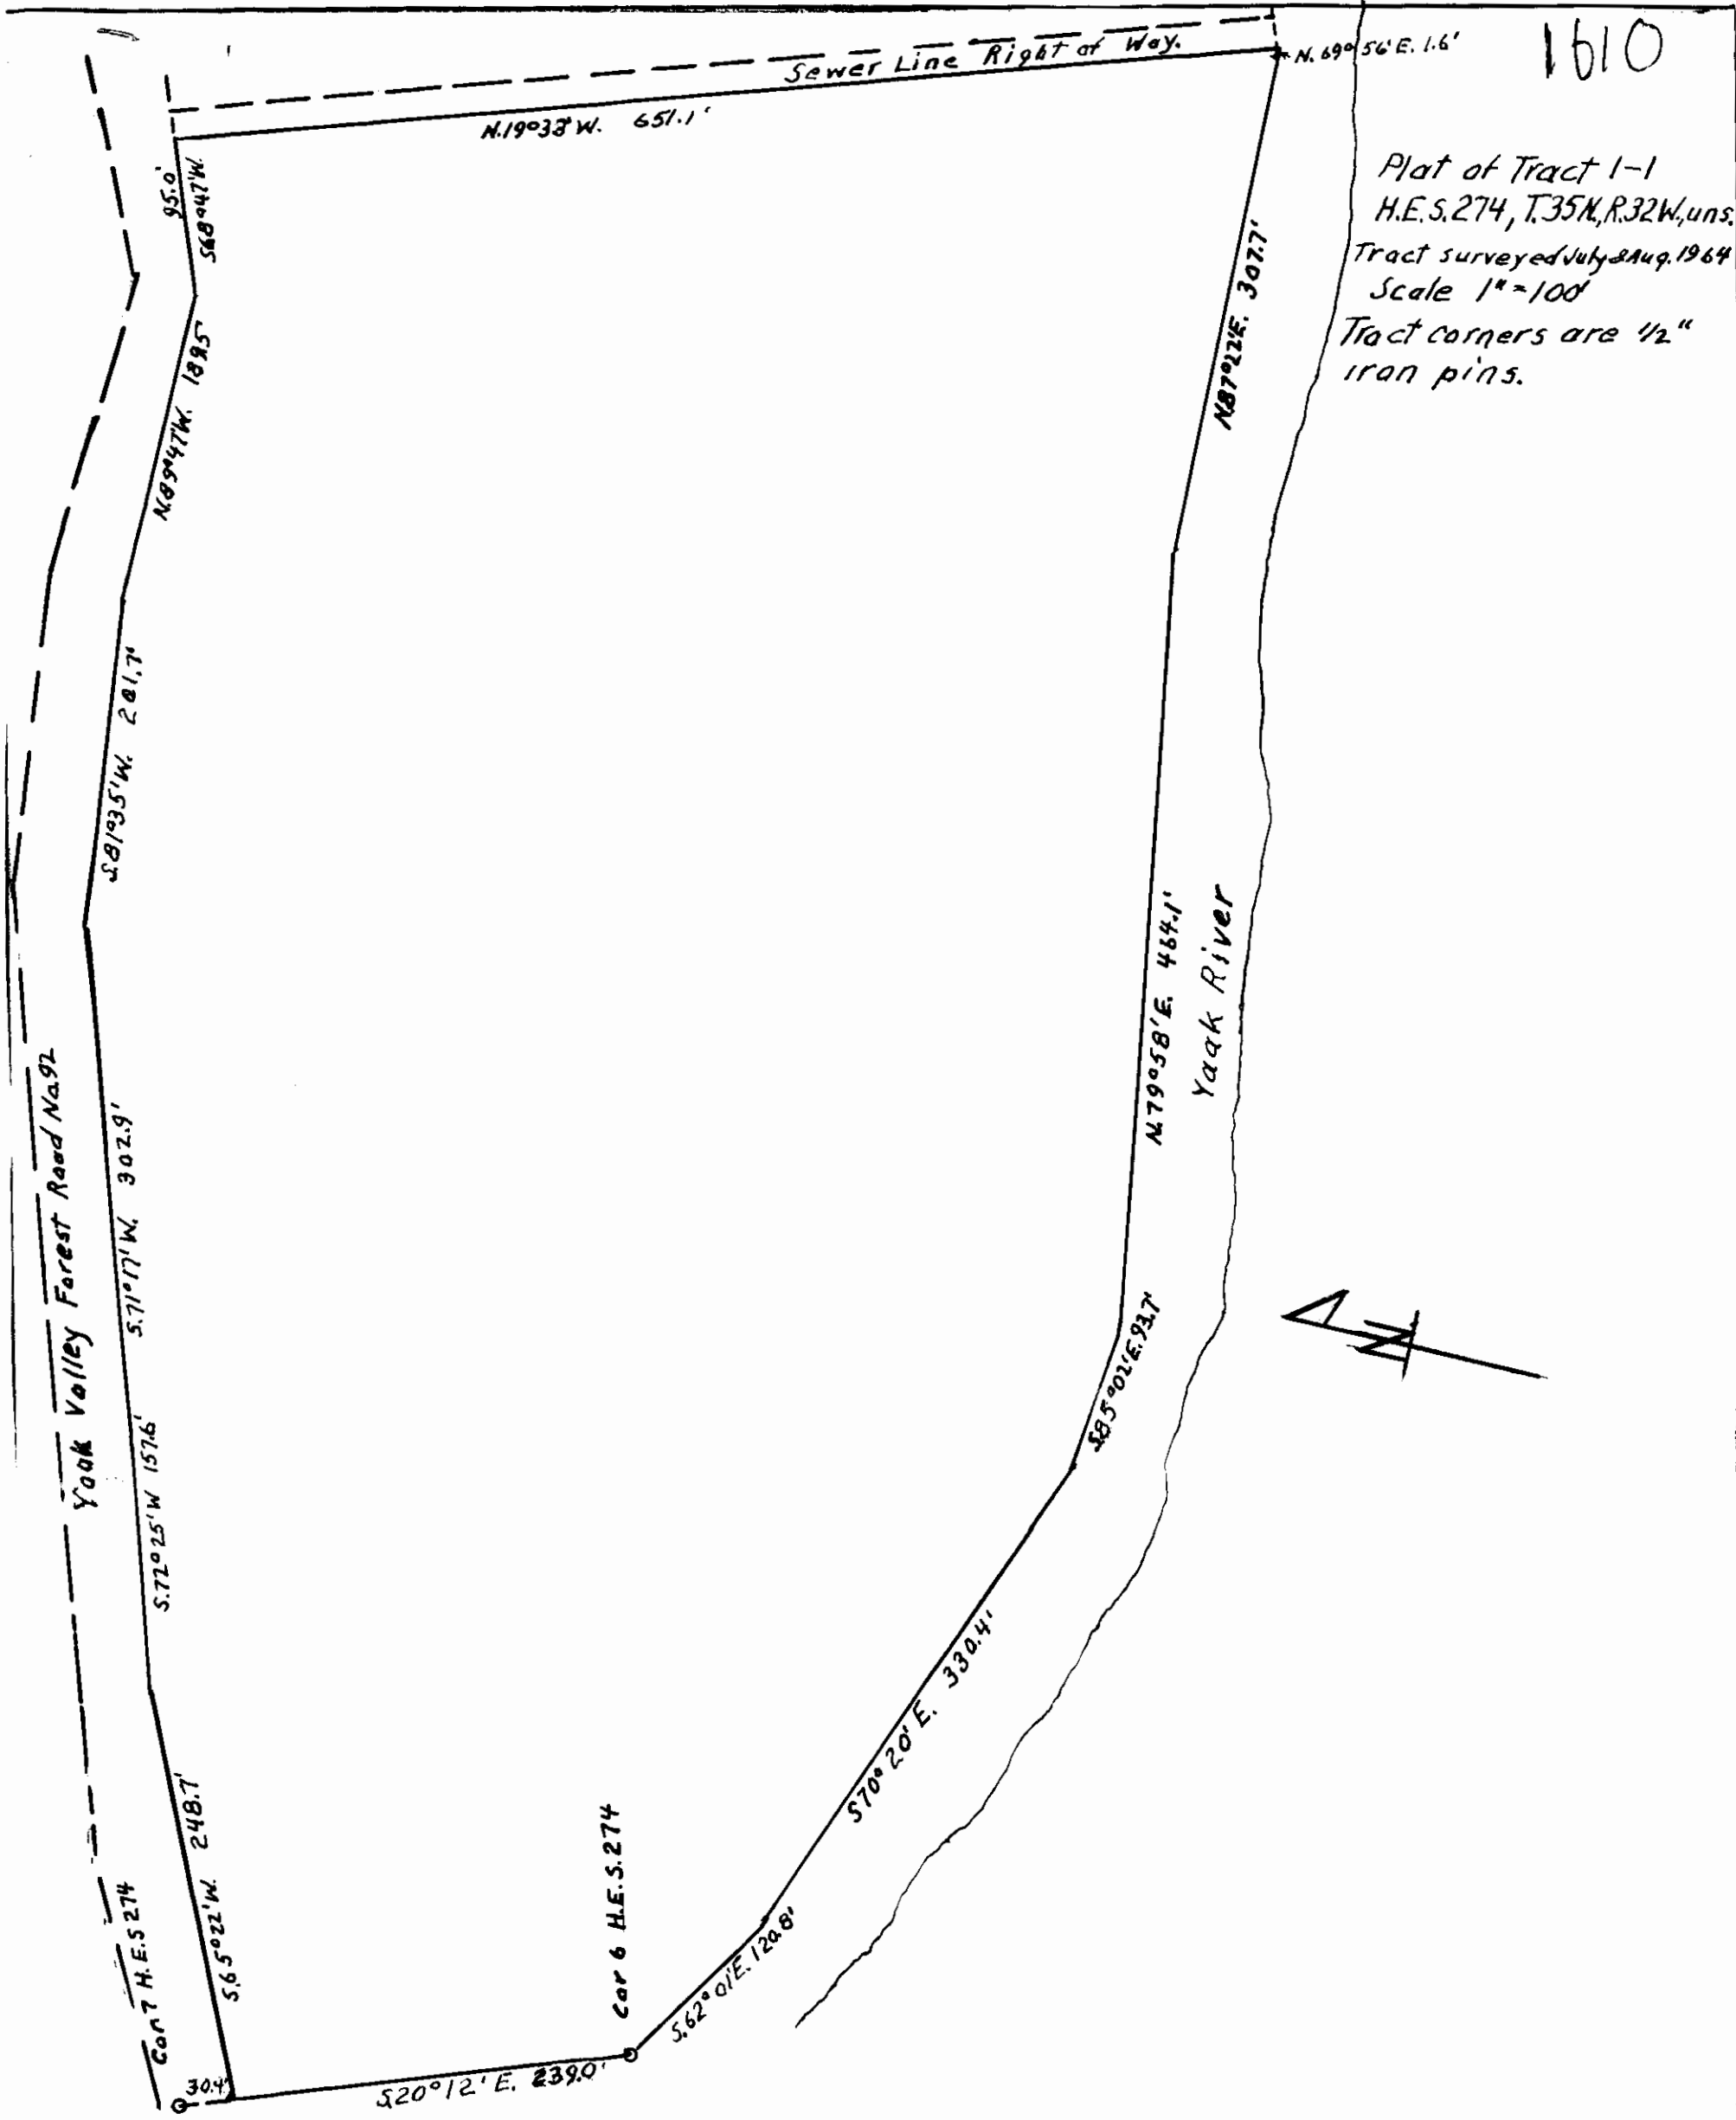 1610
Sewer Line Right of Way.
N. 69° 56' E. 1.6'
N.19°33'W. 651.1'
Plat of Tract 1-1
H.E.S.274, T.35N,R.32W,uns.
Tract surveyed July & Aug. 1964
Scale 1"=100'
Tract corners are 1/2"
iron pins.
95.0'
S68°47'W.
N.89°47'W. 189.5
N87°22'E. 307.7'
S.81°35'W. 201.7'
N.79°58'E. 464.1'
Yaak River
Yaak Valley Forest Road No.92
S.71°17'W. 302.9'
S85°02'E.93.7'
N
S.72°25'W 157.6'
S70°20'E. 330.4'
S.65°22'W. 248.7'
Cor 7 H.E.S 274
Cor 6 H.E.S.274
S.62°01'E. 120.8'
30.4'
S.20°12'E. 239.0'